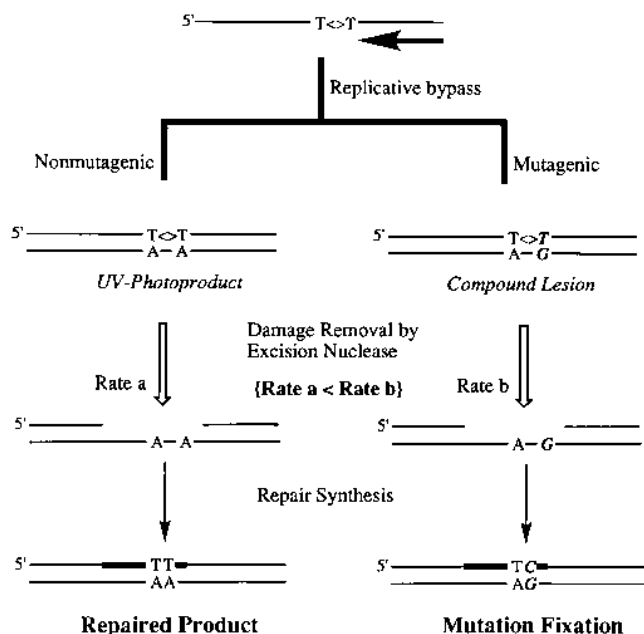 5' T<>T
Replicative bypass
Nonmutagenic
Mutagenic
5' T<>T
A A
UV-Photoproduct
5' T<>T
A G
Compound Lesion
Damage Removal by
Excision Nuclease
Rate a
{Rate a < Rate b}
Rate b
5'
A A
5'
A G
Repair Synthesis
5' TT
AA
5' TC
AG
Repaired Product
Mutation Fixation